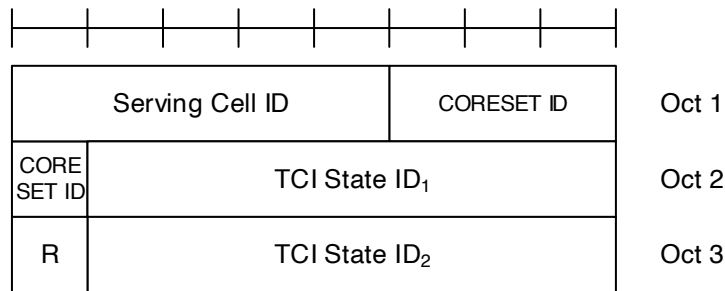 Serving Cell ID CORESET ID Oct 1
CORE
SET ID TCI State ID₁ Oct 2
R TCI State ID₂ Oct 3